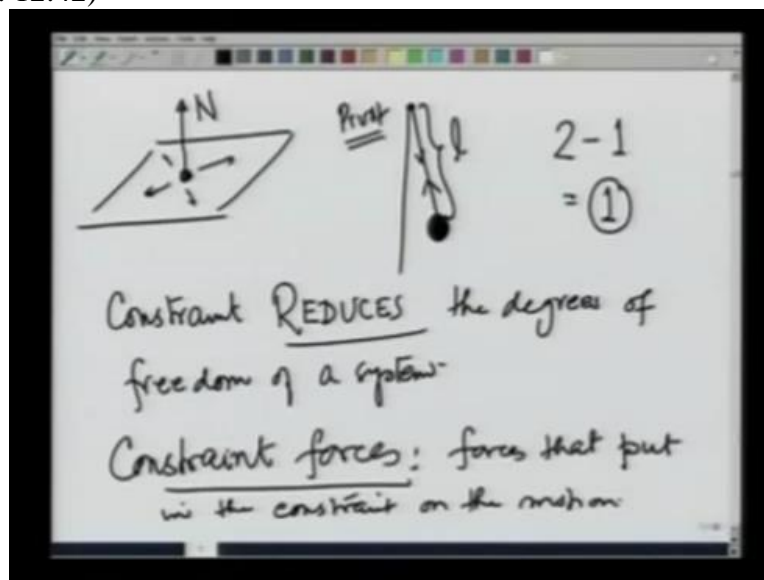 N
Pivot
l
2-1
= 1
Constraint REDUCES the degrees of
freedom of a system.
Constraint forces: forces that put
in the constraint on the motion.